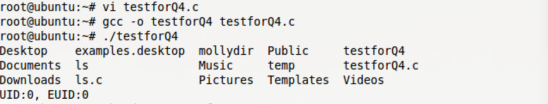 root@ubuntu:~# vi testforQ4.c
root@ubuntu:~# gcc -o testforQ4 testforQ4.c
root@ubuntu:~# ./testforQ4
Desktop examples.desktop mollydir Public testforQ4
Documents ls Music temp testforQ4.c
Downloads ls.c Pictures Templates Videos
UID:0, EUID:0